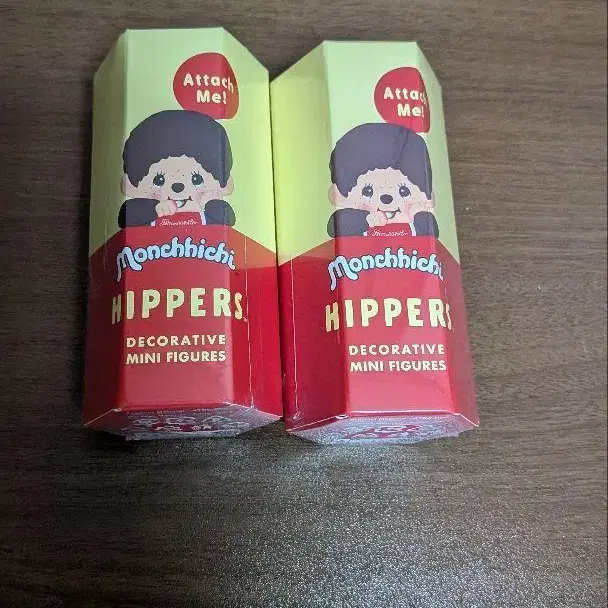 Attach
Me!
Monchhichi
HIPPERS
DECORATIVE
MINI FIGURES
Attach
Me!
Monchhichi
HIPPERS
DECORATIVE
MINI FIGURES